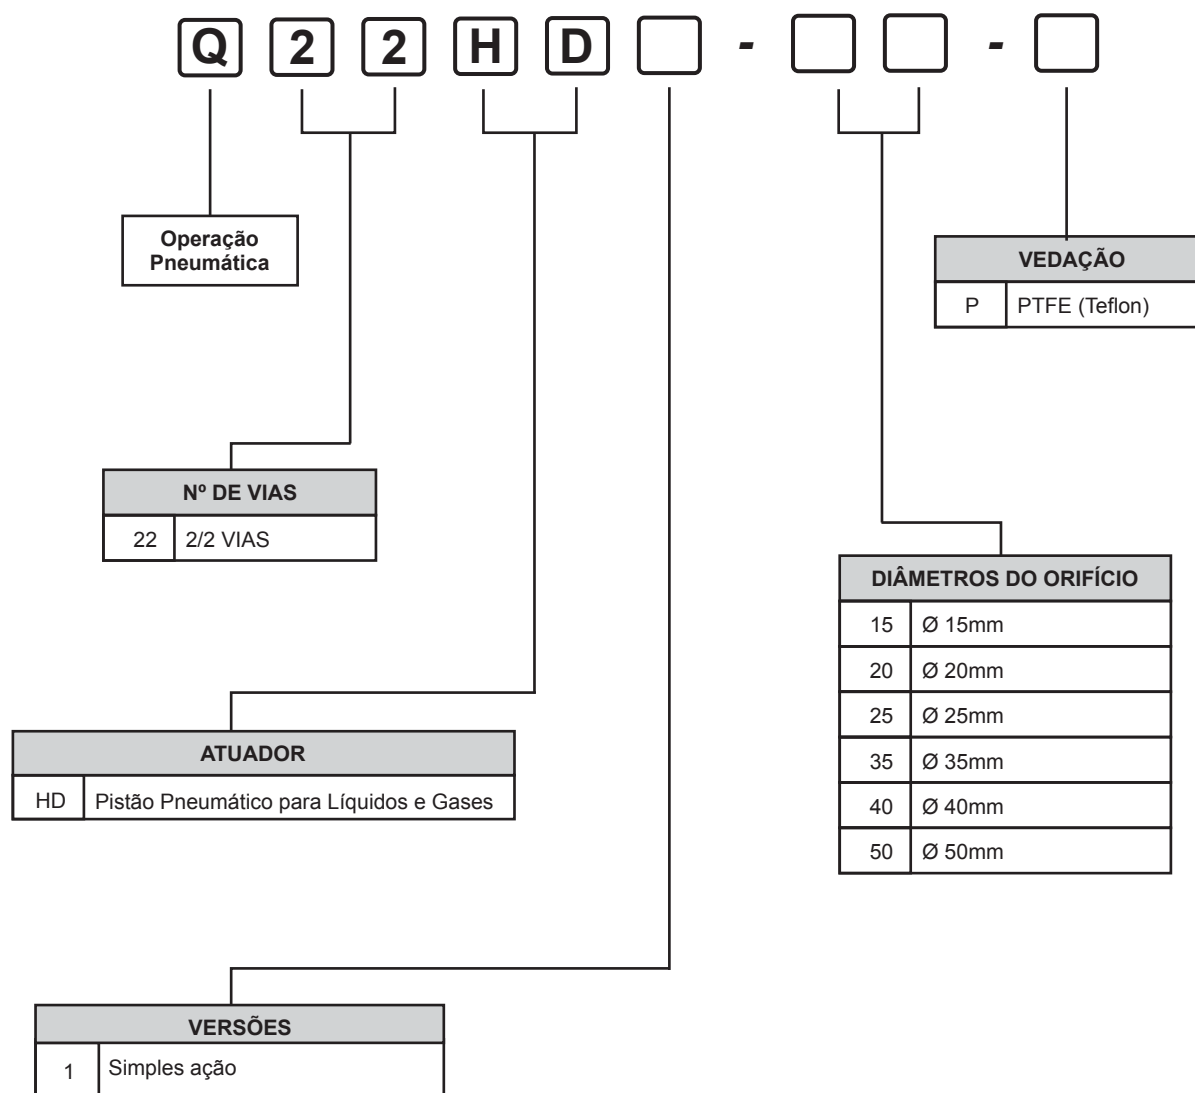 Q 2 2 H D - -
Operação
Pneumática
VEDAÇÃO
P PTFE (Teflon)
Nº DE VIAS
22 2/2 VIAS
DIÂMETROS DO ORIFÍCIO
15 Ø 15mm
20 Ø 20mm
25 Ø 25mm
35 Ø 35mm
40 Ø 40mm
50 Ø 50mm
ATUADOR
HD Pistão Pneumático para Líquidos e Gases
VERSÕES
1 Simples ação